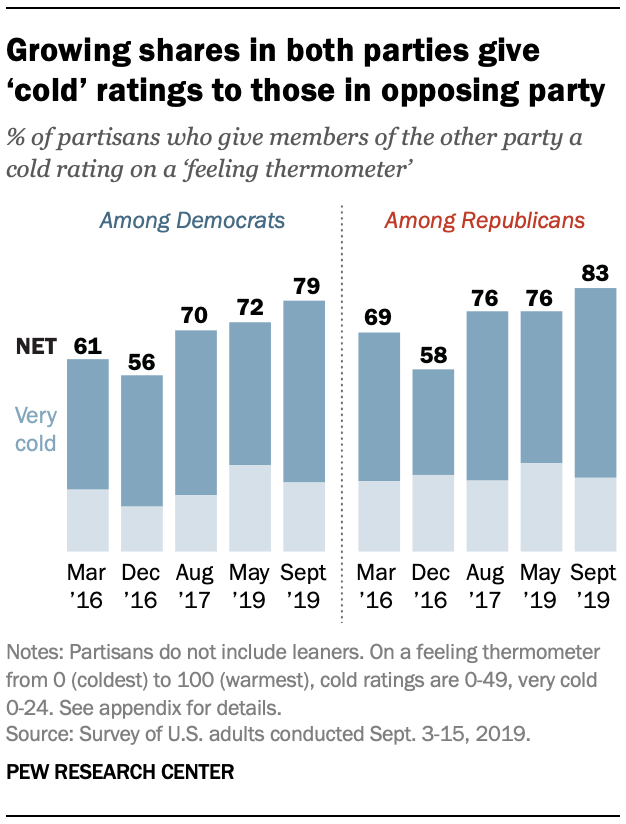 Growing shares in both parties give
‘cold’ ratings to those in opposing party
% of partisans who give members of the other party a
cold rating on a ‘feeling thermometer’
Among Democrats
Among Republicans
NET
Very
cold
61
56
70
72
79
69
58
76
76
83
Mar Dec Aug May Sept
’16 ’16 ’17 ’19 ’19
Mar Dec Aug May Sept
’16 ’16 ’17 ’19 ’19
Notes: Partisans do not include leaners. On a feeling thermometer
from 0 (coldest) to 100 (warmest), cold ratings are 0-49, very cold
0-24. See appendix for details.
Source: Survey of U.S. adults conducted Sept. 3-15, 2019.
PEW RESEARCH CENTER